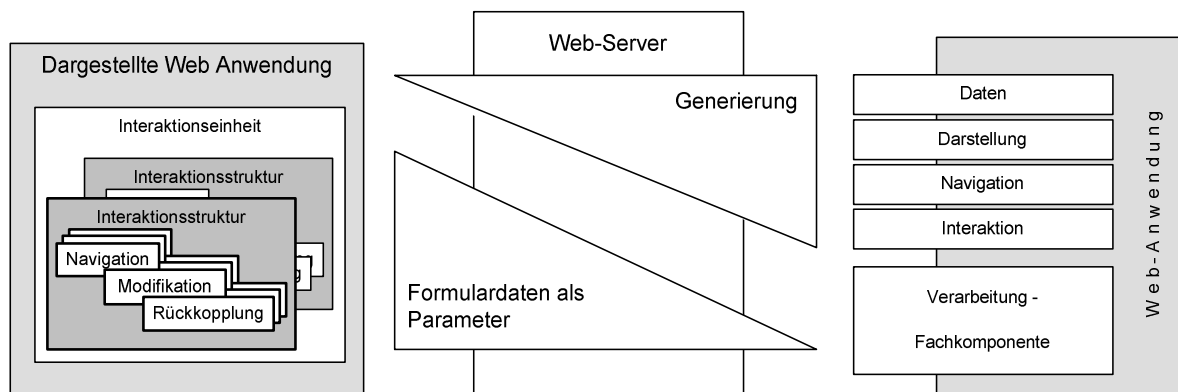 Dargestellte Web Anwendung
Interaktionseinheit
Interaktionsstruktur
Interaktionsstruktur
Navigation
Modifikation
Rückkopplung
Web-Server
Generierung
Formulardaten als
Parameter
Daten
Darstellung
Navigation
Interaktion
Verarbeitung -
Fachkomponente
Web-Anwendung